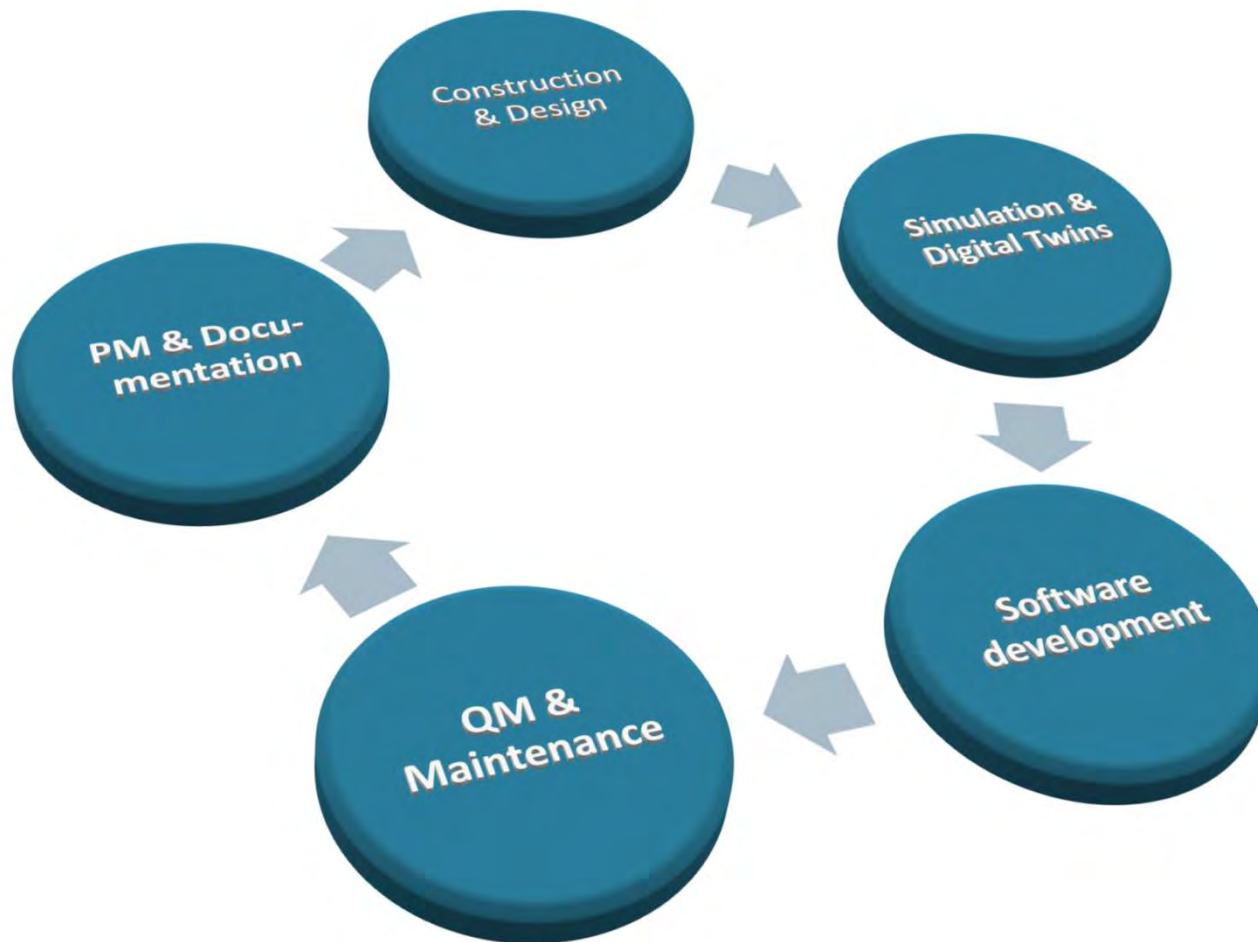 Construction
& Design
Simulation &
Digital Twins
Software
development
QM &
Maintenance
PM & Docu-
mentation